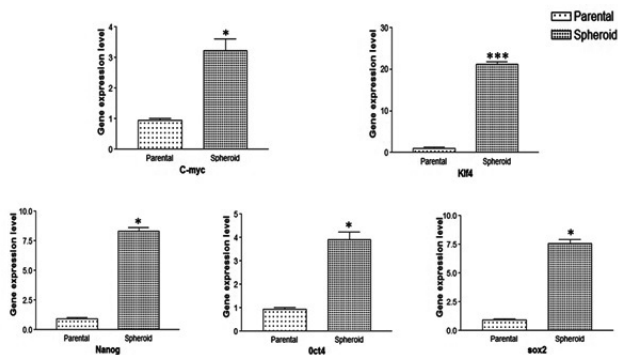 Parental
Spheroid
Gene expression level
4
3
2
1
0
*
Parental
Spheroid
C-myc
Gene expression level
30
20
10
0
***
Parental
Spheroid
Klf4
Gene expression level
10.0
7.5
5.0
2.5
0.0
*
Parental
Spheroid
Nanog
Gene expression level
5
4
3
2
1
0
*
Parental
Spheroid
Oct4
Gene expression level
10.0
7.5
5.0
2.5
0.0
*
Parental
Spheroid
sox2